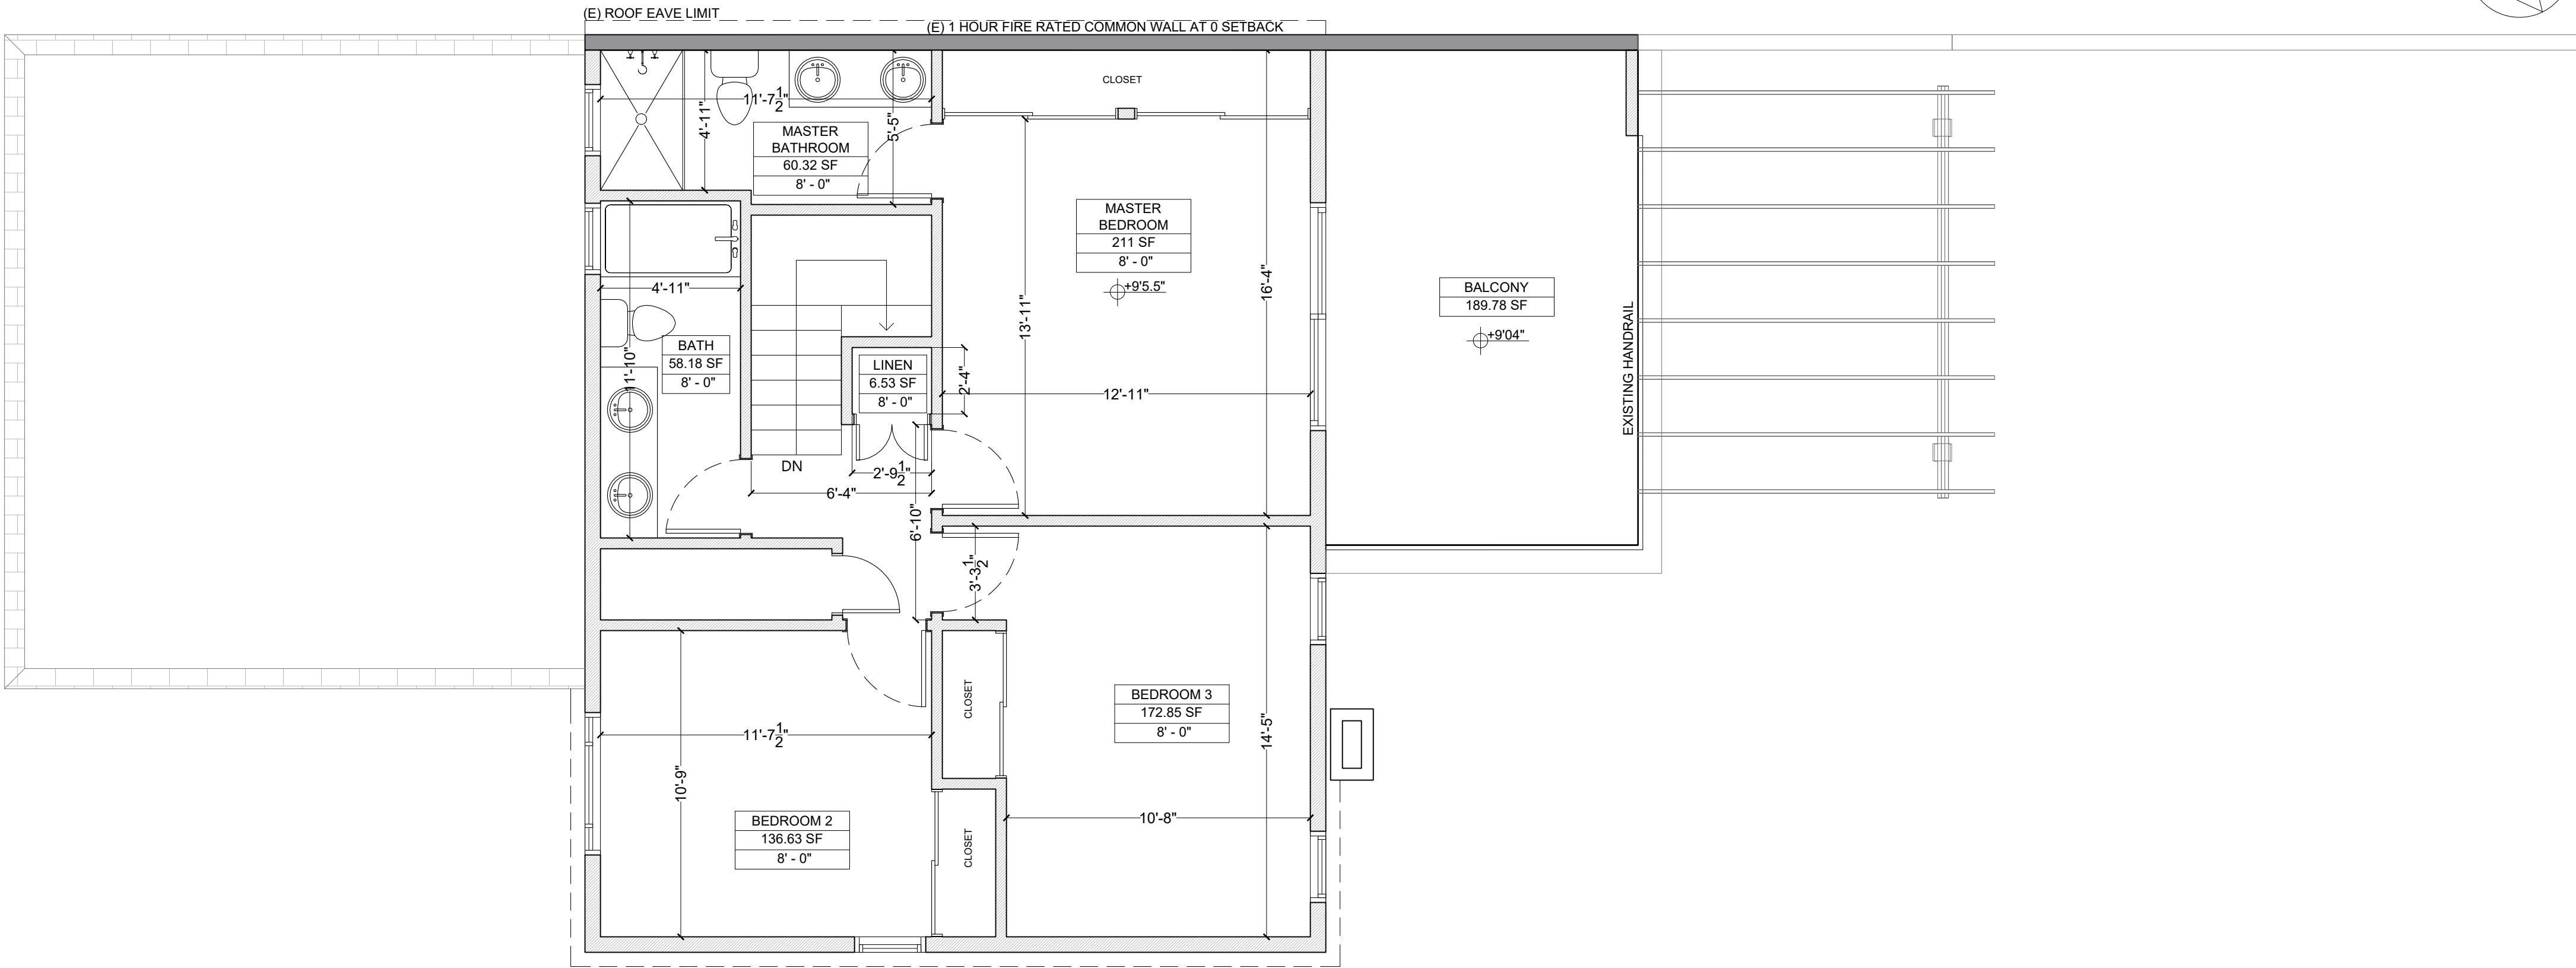 (E) ROOF EAVE LIMIT
(E) 1 HOUR FIRE RATED COMMON WALL AT 0 SETBACK
CLOSET
11'-7 1/2"
4'-11"
5'-5"
MASTER
BATHROOM
60.32 SF
8' - 0"
MASTER
BEDROOM
211 SF
8' - 0"
+9'5.5"
16'-4"
13'-11"
12'-11"
BALCONY
189.78 SF
+9'04"
EXISTING HANDRAIL
4'-11"
11'-10"
BATH
58.18 SF
8' - 0"
LINEN
6.53 SF
8' - 0"
2'-4"
DN
2'-9 1/2"
6'-4"
6'-10"
3'-3 1/2"
CLOSET
BEDROOM 3
172.85 SF
8' - 0"
14'-5"
10'-8"
11'-7 1/2"
10'-9"
BEDROOM 2
136.63 SF
8' - 0"
CLOSET